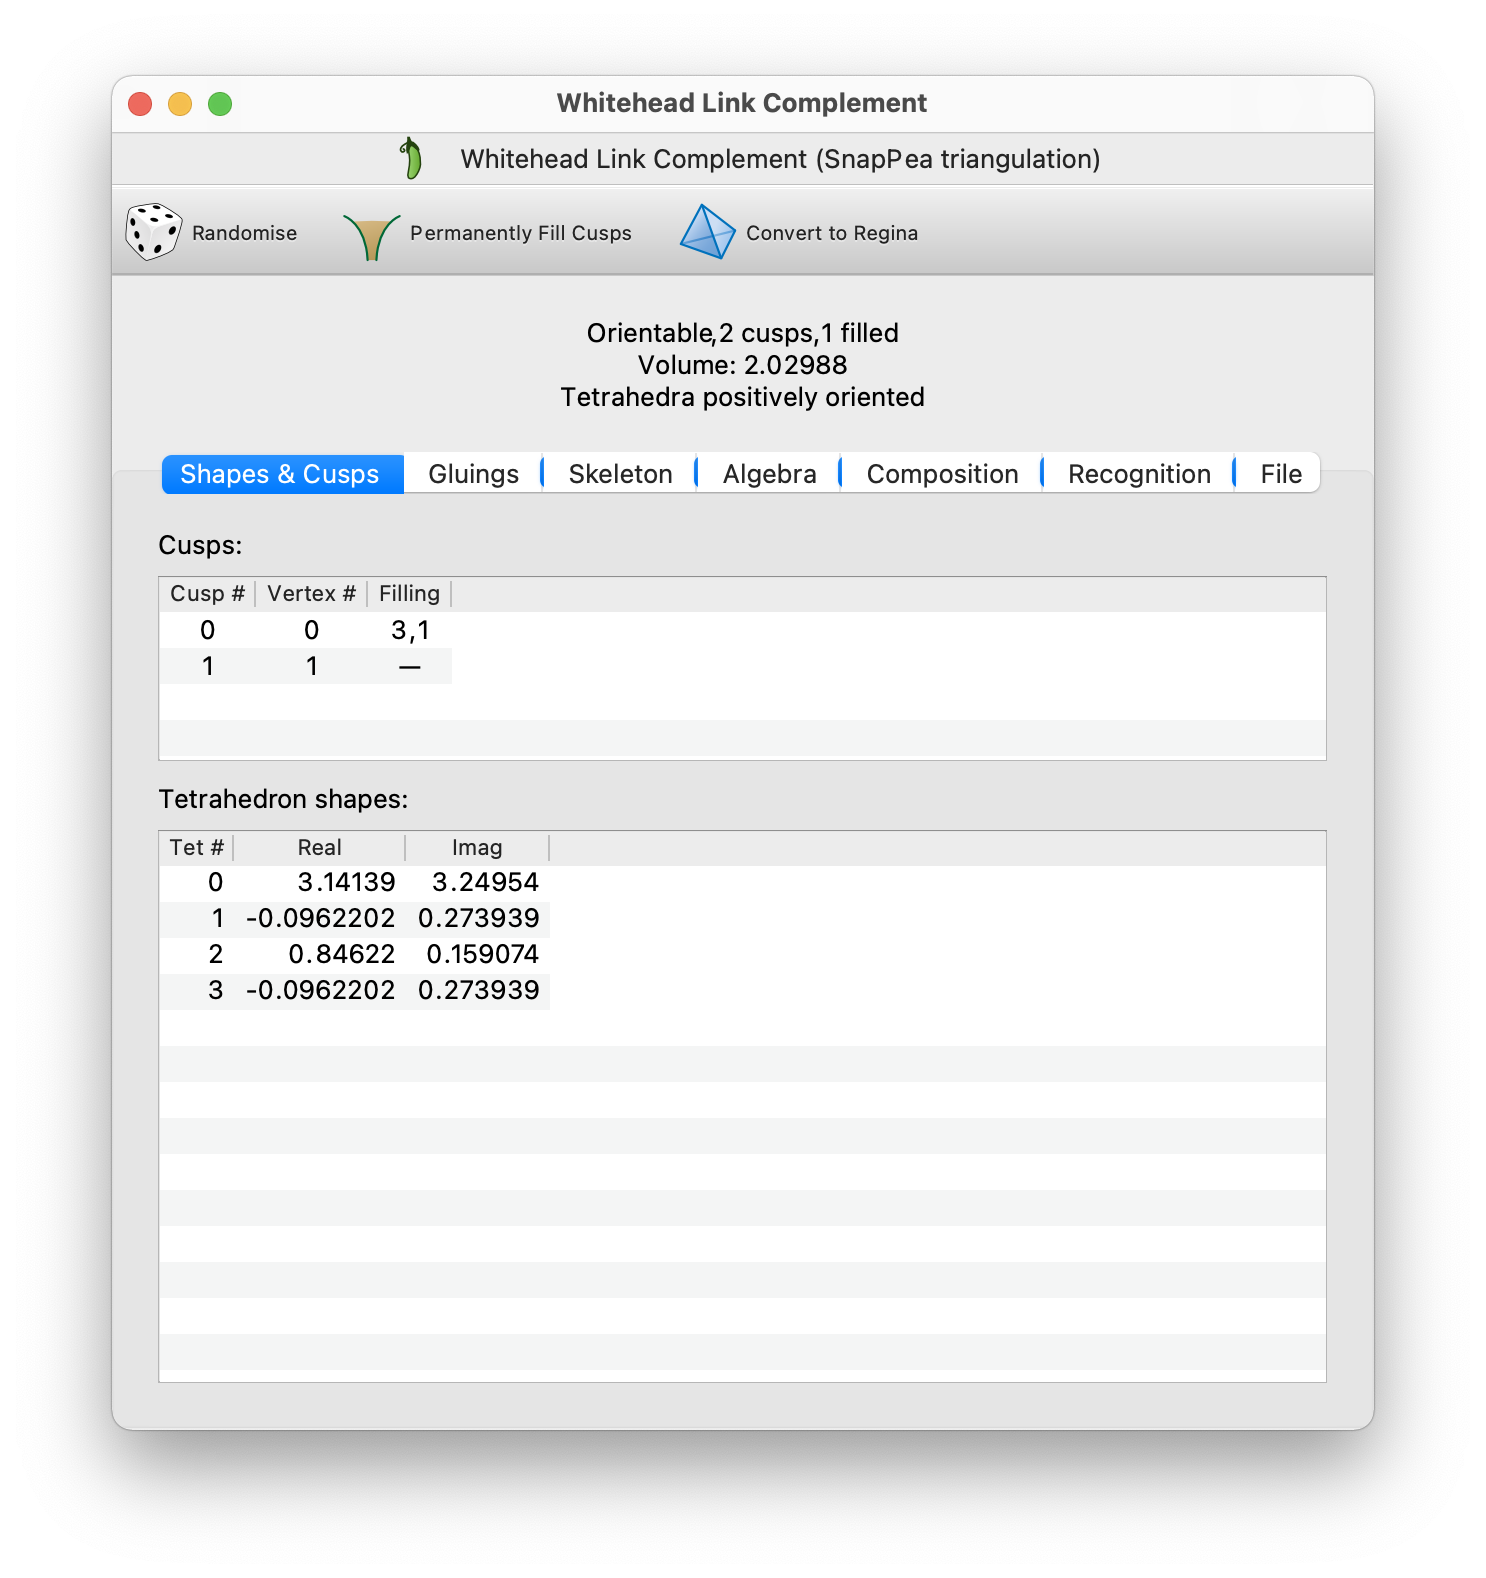 Whitehead Link Complement
Whitehead Link Complement (SnapPea triangulation)
Randomise Permanently Fill Cusps Convert to Regina
Orientable,2 cusps,1 filled
Volume: 2.02988
Tetrahedra positively oriented
Shapes & Cusps Gluings Skeleton Algebra Composition Recognition File
Cusps:
Cusp # Vertex # Filling
0 0 3,1
1 1 —
Tetrahedron shapes:
Tet # Real Imag
0 3.14139 3.24954
1 -0.0962202 0.273939
2 0.84622 0.159074
3 -0.0962202 0.273939